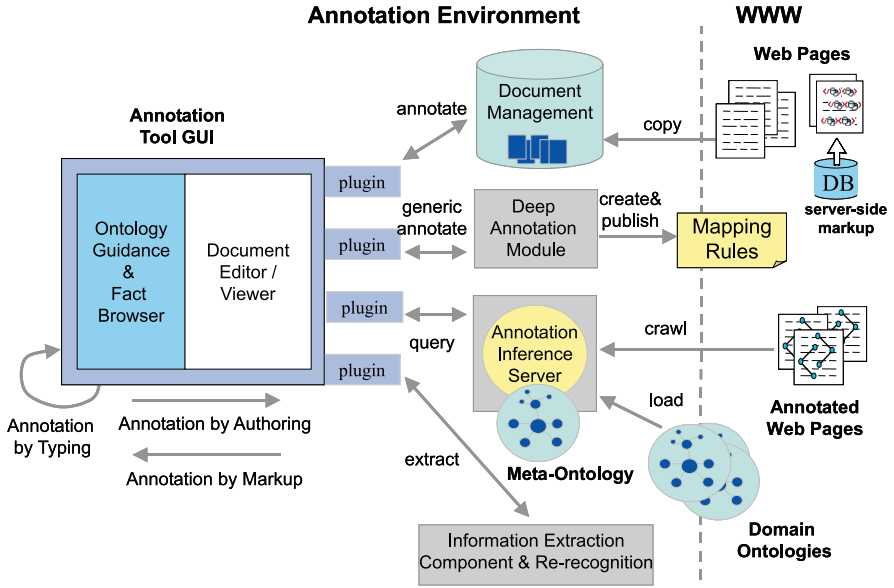 Annotation Environment
WWW
Web Pages
Annotation
Tool GUI
annotate
Document
Management
copy
DB
server-side
markup
plugin
generic
annotate
Deep
Annotation
Module
create&
publish
Mapping
Rules
Ontology
Guidance
&
Fact
Browser
Document
Editor /
Viewer
plugin
plugin
query
Annotation
Inference
Server
crawl
Annotated
Web Pages
plugin
load
Annotation
by Typing
Annotation by Authoring
Annotation by Markup
extract
Meta-Ontology
Domain
Ontologies
Information Extraction
Component & Re-recognition